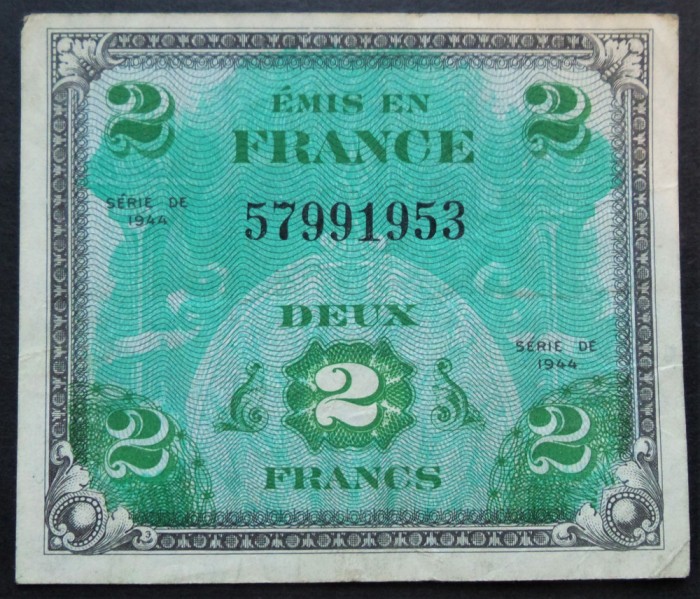 2 2
ÉMIS EN
FRANCE
SÉRIE DE
1944
57991953
DEUX
SÉRIE DE
1944
2
2 2
FRANCS